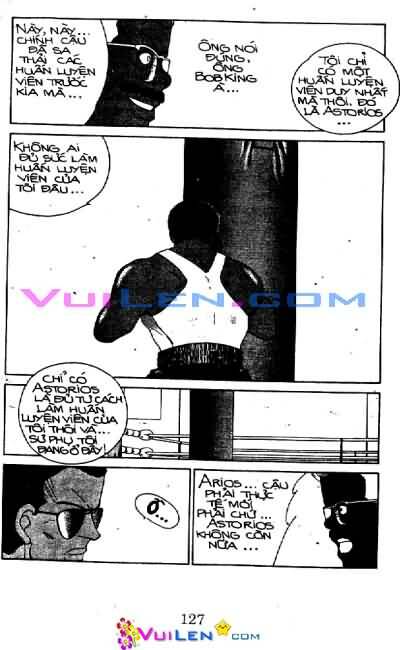 NÀY, NÀY...
CHÍNH CẬU
ĐÃ SA
THẢI CÁC
HUẤN LUYỆN
VIÊN TRƯỚC
KIA MÀ...
ÔNG NÓI
ĐÚNG,
ÔNG
BOBKING
Ạ...
TÔI CHỈ
CÓ MỘT
HUẤN LUYỆN
VIÊN DUY NHẤT
MÀ THÔI, ĐÓ
LÀ ASTORIOS
...
KHÔNG AI
ĐỦ SỨC LÀM
HUẤN LUYỆN
VIÊN CỦA
TÔI ĐÂU...
VUILEN.COM
CHỈ CÓ
ASTORIOS
LÀ ĐỦ TƯ CÁCH
LÀM HUẤN
LUYỆN VIÊN CỦA
TÔI THÔI VÀ...
SƯ PHỤ TÔI
ĐANG Ở ĐÂY!
Ơ...
ARIOS... CẬU
PHẢI THỰC
TẾ MỚI
PHẢI CHỨ...
ASTORIOS
KHÔNG CÒN
NỮA...
127
VUILEN.COM